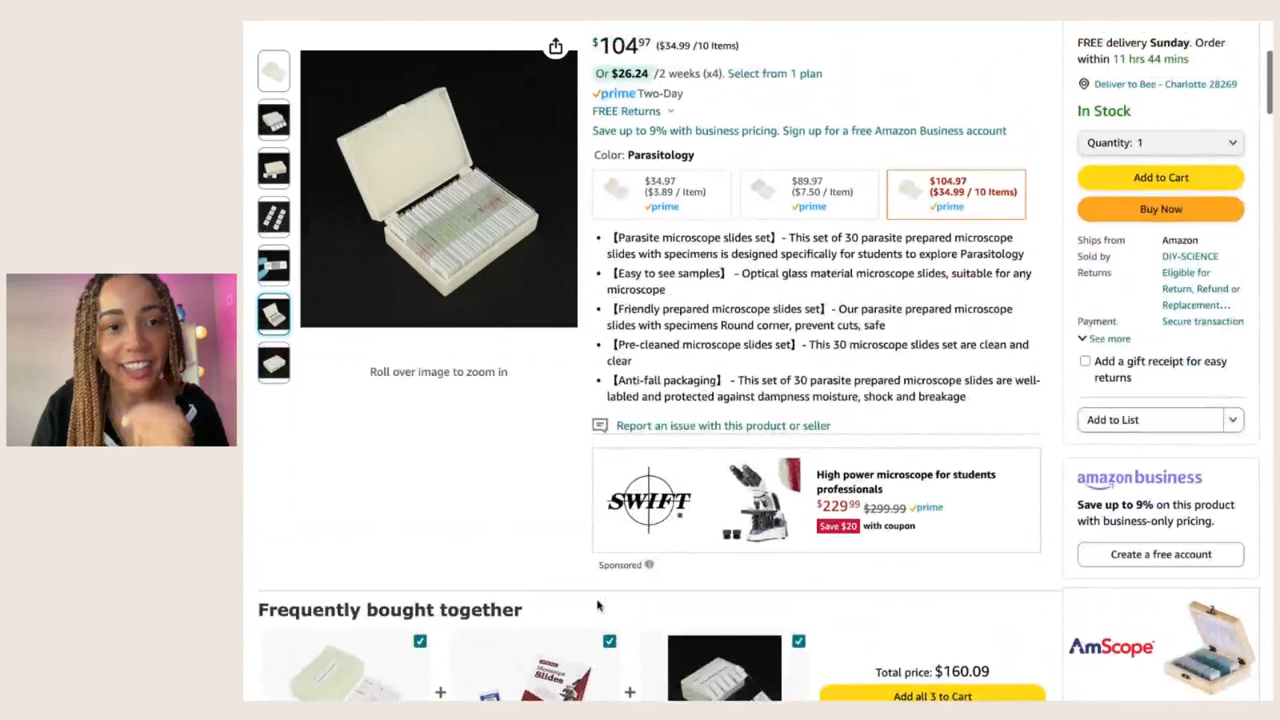 $104⁹⁷ ($34.99 /10 Items)
Or $26.24 /2 weeks (x4). Select from 1 plan
prime Two-Day
FREE Returns
Save up to 9% with business pricing. Sign up for a free Amazon Business account
Color: Parasitology
$34.97
($3.89 / Item)
prime
$89.97
($7.50 / Item)
prime
$104.97
($34.99 / 10 Items)
prime
【Parasite microscope slides set】 - This set of 30 parasite prepared microscope
slides with specimens is designed specifically for students to explore Parasitology
【Easy to see samples】 - Optical glass material microscope slides, suitable for any
microscope
【Friendly prepared microscope slides set】 - Our parasite prepared microscope
slides with specimens Round corner, prevent cuts, safe
【Pre-cleaned microscope slides set】 - This 30 microscope slides set are clean and
clear
【Anti-fall packaging】 - This set of 30 parasite prepared microscope slides are well-
labled and protected against dampness moisture, shock and breakage
Report an issue with this product or seller
Roll over image to zoom in
SWIFT
High power microscope for students
professionals
$229⁹⁹ $299.99 prime
Save $20 with coupon
Sponsored
Frequently bought together
Microscope
Slides
Total price: $160.09
Add all 3 to Cart
FREE delivery Sunday. Order
within 11 hrs 44 mins
Deliver to Bee - Charlotte 28269
In Stock
Quantity: 1
Add to Cart
Buy Now
Ships from Amazon
Sold by DIY-SCIENCE
Returns Eligible for
Return, Refund or
Replacement...
Payment Secure transaction
See more
Add a gift receipt for easy
returns
Add to List
amazon business
Save up to 9% on this product
with business-only pricing.
Create a free account
AmScope